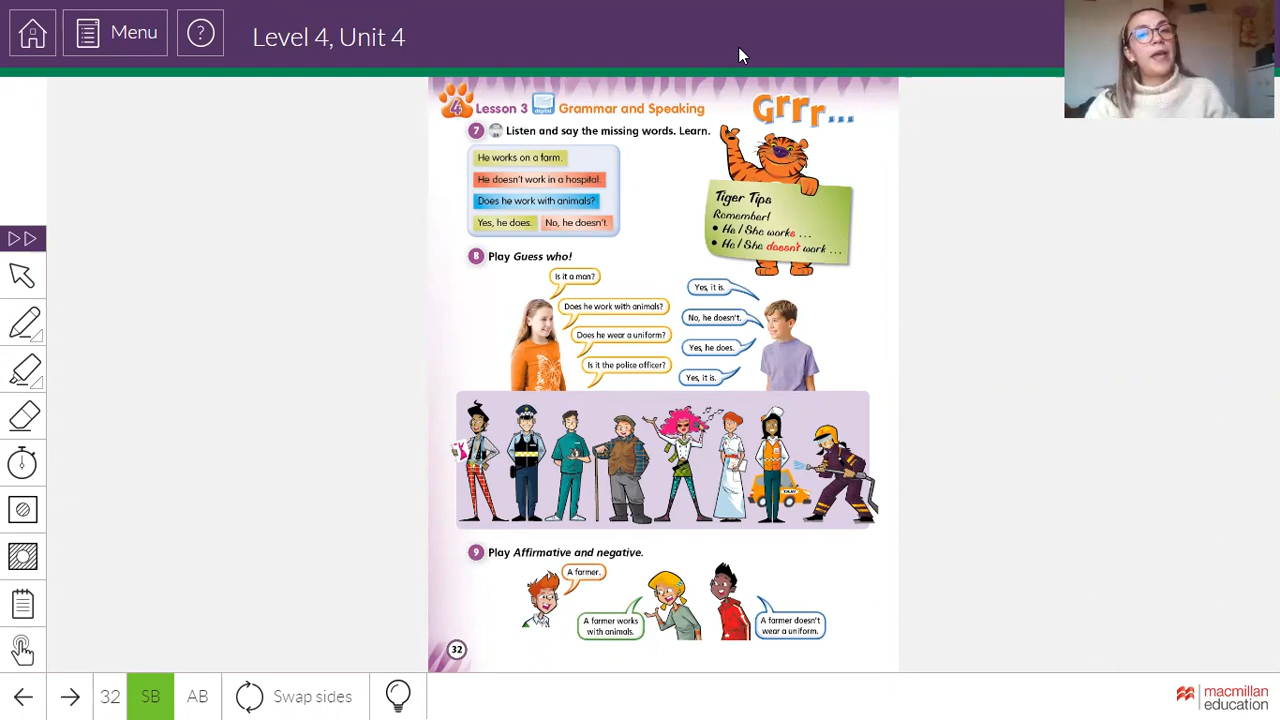 Menu
?
Level 4, Unit 4
4
Lesson 3
digital
Grammar and Speaking
Grrr...
7
Listen and say the missing words. Learn.
He works on a farm.
He doesn't work in a hospital.
Does he work with animals?
Yes, he does.
No, he doesn't.
Tiger Tips
Remember!
• He / She works ...
• He / She doesn't work ...
8
Play Guess who!
Is it a man?
Yes, it is.
Does he work with animals?
No, he doesn't.
Does he wear a uniform?
Yes, he does.
Is it the police officer?
Yes, it is.
TAXI
9
Play Affirmative and negative.
A farmer.
A farmer works
with animals.
A farmer doesn't
wear a uniform.
32
32
SB
AB
Swap sides
macmillan
education